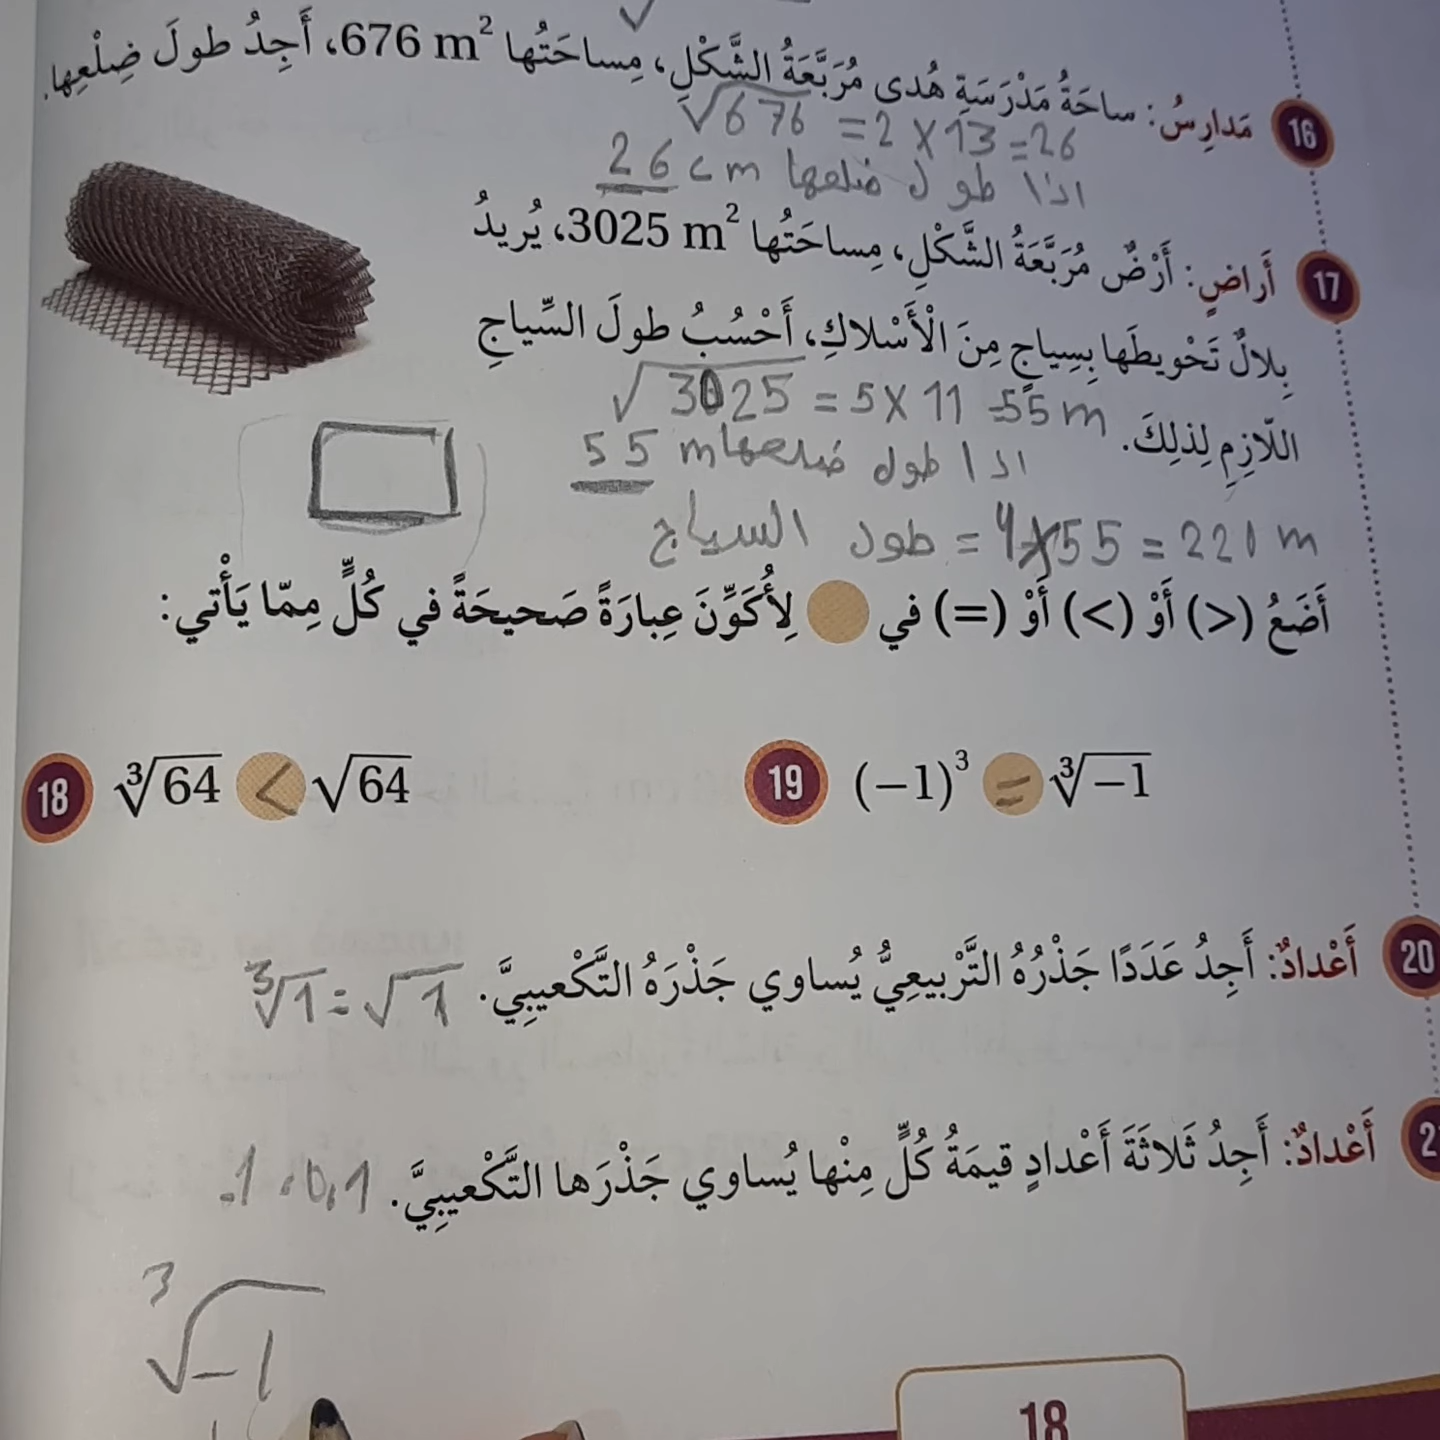 16 مَدارِسُ: ساحَةُ مَدْرَسَةِ هُدى مُرَبَّعَةُ الشَّكْلِ، مِساحَتُها 676 m²، أَجِدُ طولَ ضِلْعِها.
√676 = 2 × 13 = 26
اذا طول ضلعها 26 cm
17 أَراضٍ: أَرْضٌ مُرَبَّعَةُ الشَّكْلِ، مِساحَتُها 3025 m²، يُريدُ
بِلالٌ تَحْويطَها بِسِياجٍ مِنَ الْأَسْلاكِ، أَحْسُبُ طولَ السِّياجِ
اللّازِمِ لِذلِكَ.
√3025 = 5 × 11 = 55 m
اذا طول ضلعها 55 m
طول السياج = 4 × 55 = 220 m
أَضَعُ (<) أَوْ (>) أَوْ (=) في لِأُكَوِّنَ عِبارَةً صَحيحَةً في كُلٍّ مِمّا يَأْتي:
18 ∛64 < √64
19 (−1)³ = ∛−1
20 أَعْدادٌ: أَجِدُ عَدَدًا جَذْرُهُ التَّرْبيعِيُّ يُساوي جَذْرَهُ التَّكْعيبِيَّ. ∛1 = √1
2 أَعْدادٌ: أَجِدُ ثَلاثَةَ أَعْدادٍ قيمَةُ كُلٍّ مِنْها يُساوي جَذْرَها التَّكْعيبِيَّ. 1, 0, -1
∛-1
18